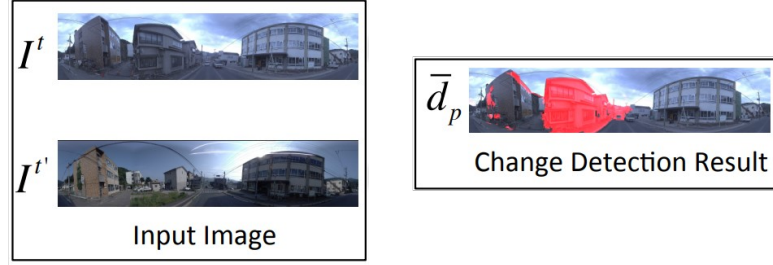 I^t
I^{t'}
Input Image
d̅_p
Change Detection Result